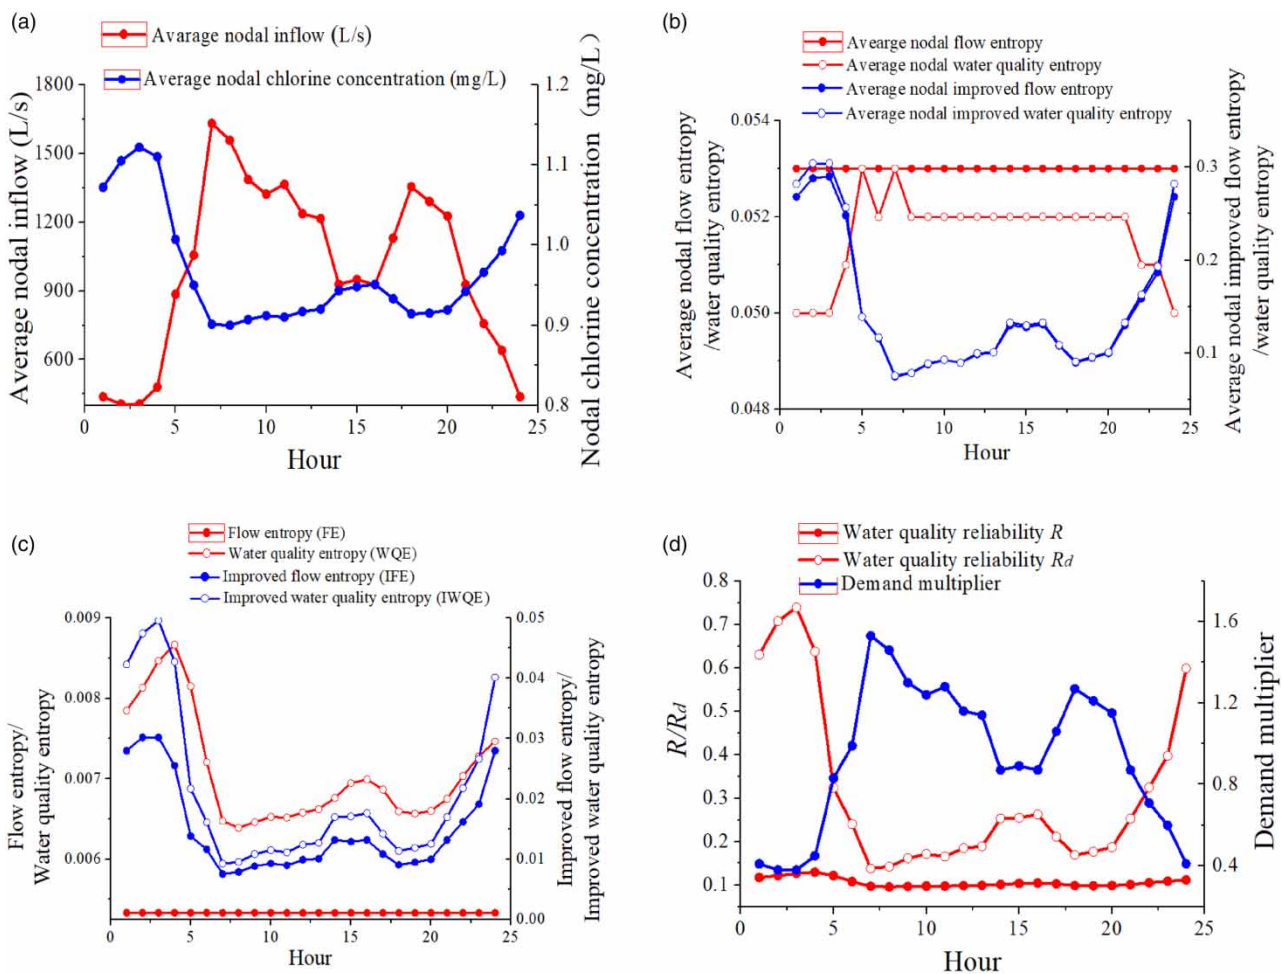 (a)
Avarage nodal inflow (L/s)
Average nodal chlorine concentration (mg/L)
Average nodal inflow (L/s)
1800
1500
1200
900
600
0 5 10 15 20 25
Hour
1.2
1.1
1.0
0.9
0.8
Nodal chlorine concentration (mg/L)
(b)
Avearge nodal flow entropy
Average nodal water quality entropy
Average nodal improved flow entropy
Average nodal improved water quality entropy
Average nodal flow entropy
/water quality entropy
0.054
0.052
0.050
0.048
0 5 10 15 20 25
Hour
0.3
0.2
0.1
Average nodal improved flow entropy
/water quality entropy
(c)
Flow entropy (FE)
Water quality entropy (WQE)
Improved flow entropy (IFE)
Improved water quality entropy (IWQE)
Flow entropy/
Water quality entropy
0.009
0.008
0.007
0.006
0 5 10 15 20 25
Hour
0.05
0.04
0.03
0.02
0.01
0.00
Improved flow entropy/
Improved water quality entropy
(d)
Water quality reliability R
Water quality reliability Rd
Demand multiplier
R/Rd
0.8
0.7
0.6
0.5
0.4
0.3
0.2
0.1
0 5 10 15 20 25
Hour
1.6
1.2
0.8
0.4
Demand multiplier